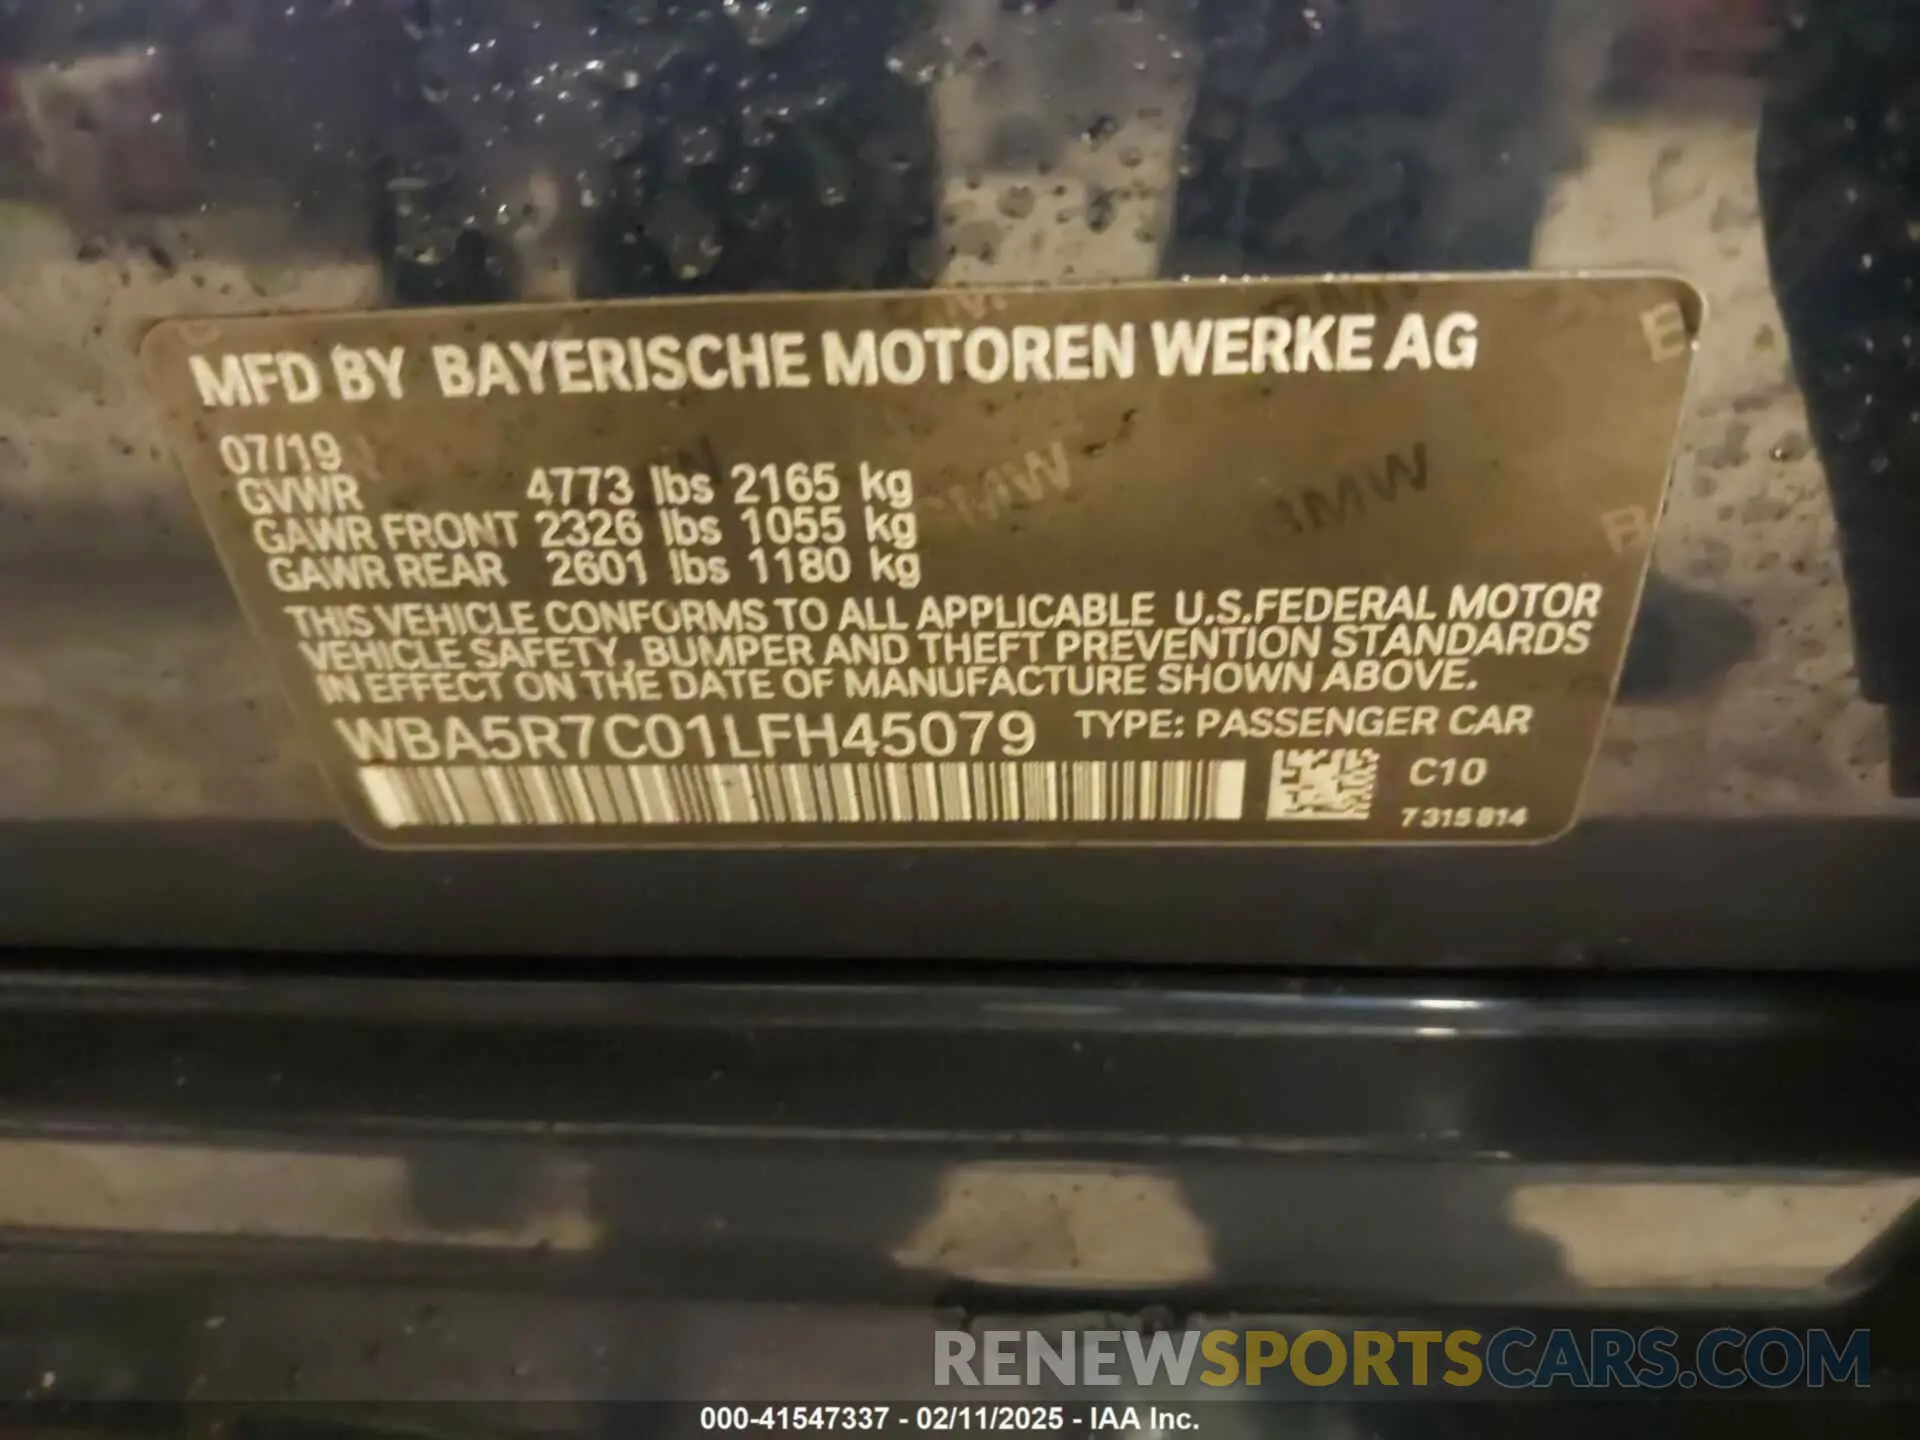 MFD BY BAYERISCHE MOTOREN WERKE AG
07/19
GVWR 4773 lbs 2165 kg
GAWR FRONT 2326 lbs 1055 kg
GAWR REAR 2601 lbs 1180 kg
THIS VEHICLE CONFORMS TO ALL APPLICABLE U.S.FEDERAL MOTOR
VEHICLE SAFETY, BUMPER AND THEFT PREVENTION STANDARDS
IN EFFECT ON THE DATE OF MANUFACTURE SHOWN ABOVE.
WBA5R7C01LFH45079 TYPE: PASSENGER CAR
C10
7315814
RENEWSPORTSCARS.COM
000-41547337 - 02/11/2025 - IAA Inc.